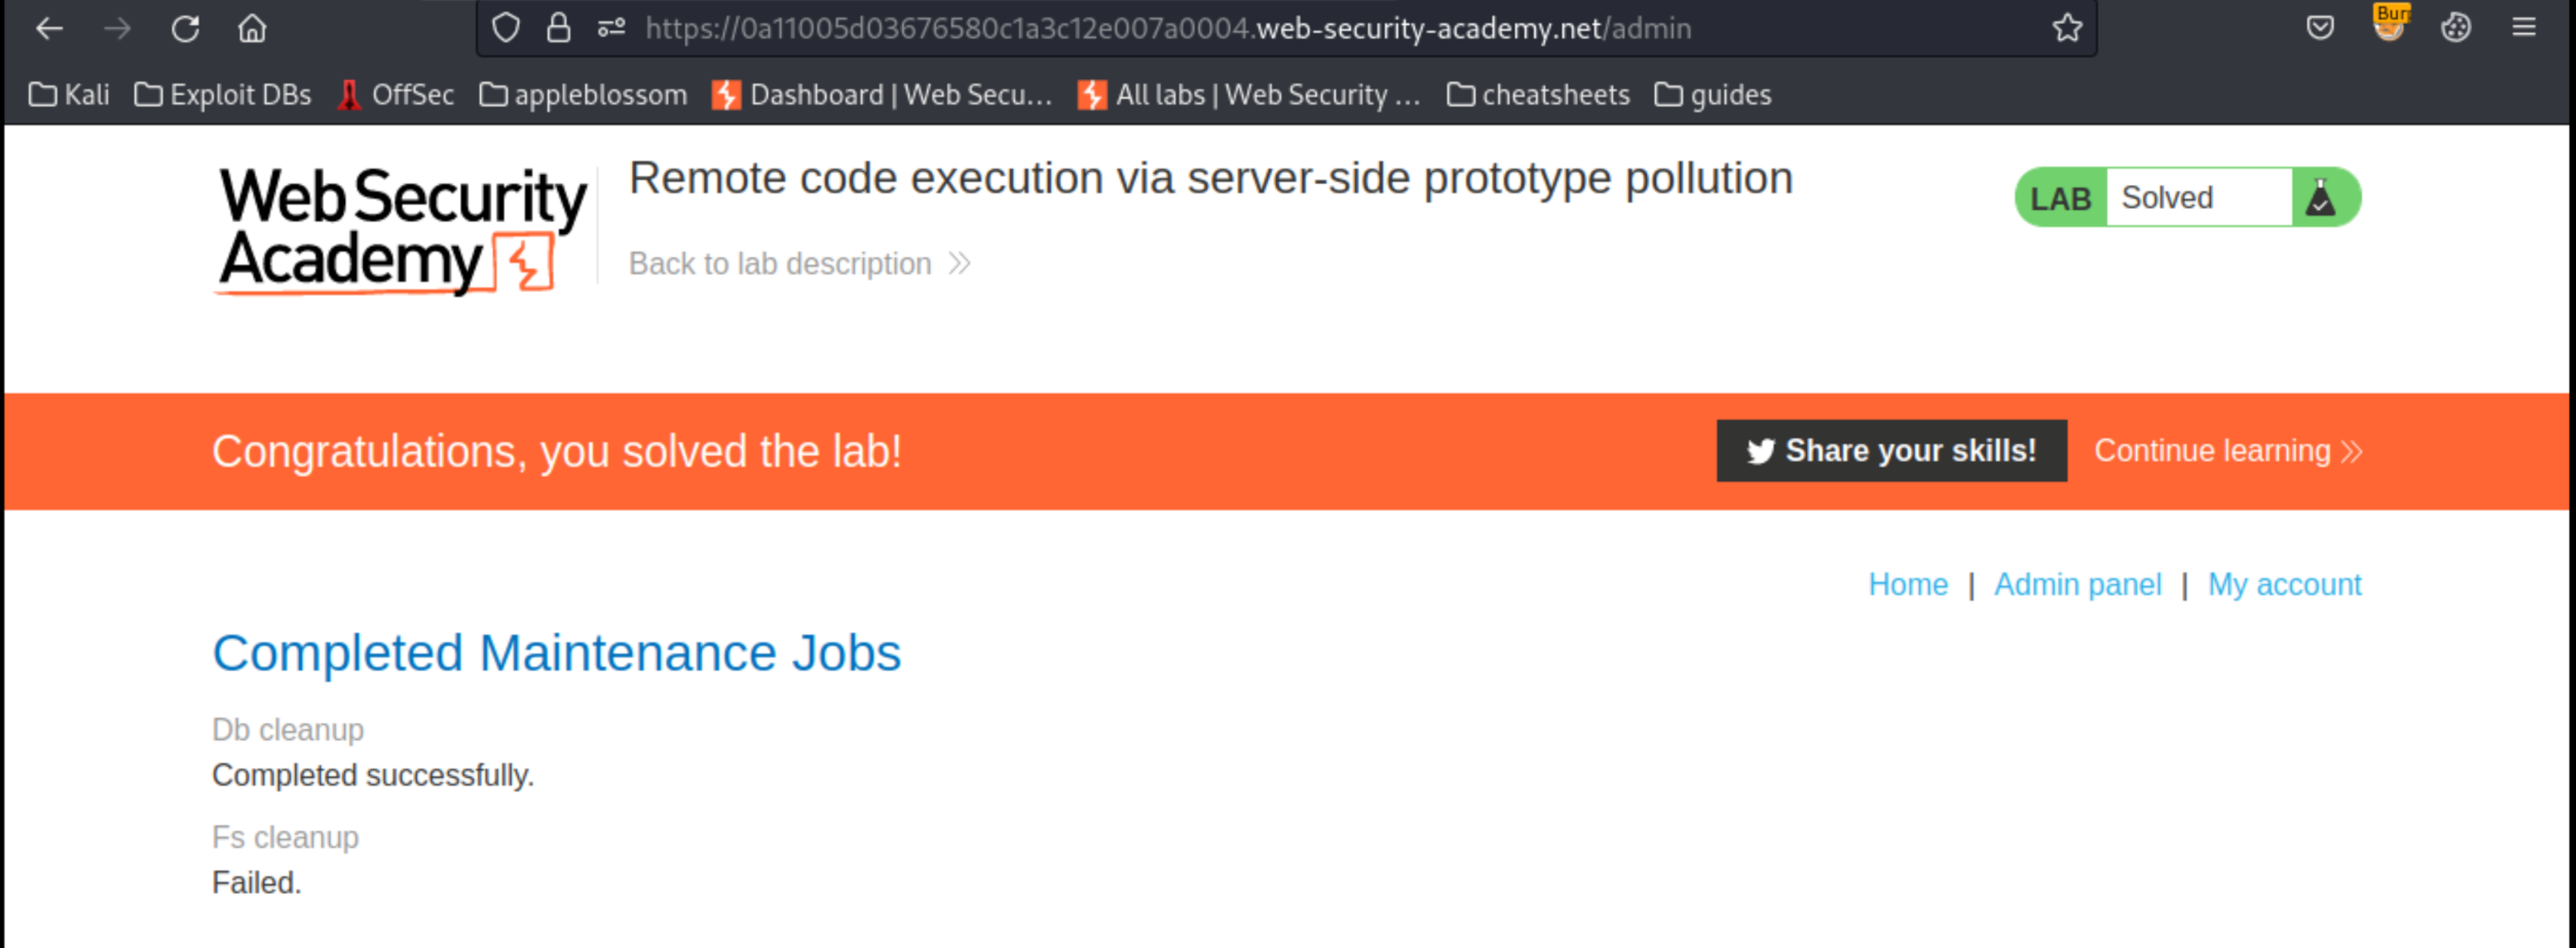 https://0a11005d03676580c1a3c12e007a0004.web-security-academy.net/admin
Bur
Kali Exploit DBs OffSec appleblossom Dashboard | Web Secu... All labs | Web Security ... cheatsheets guides
Web Security
Academy
Remote code execution via server-side prototype pollution
Back to lab description
LAB Solved
Congratulations, you solved the lab!
Share your skills! Continue learning
Home | Admin panel | My account
Completed Maintenance Jobs
Db cleanup
Completed successfully.
Fs cleanup
Failed.